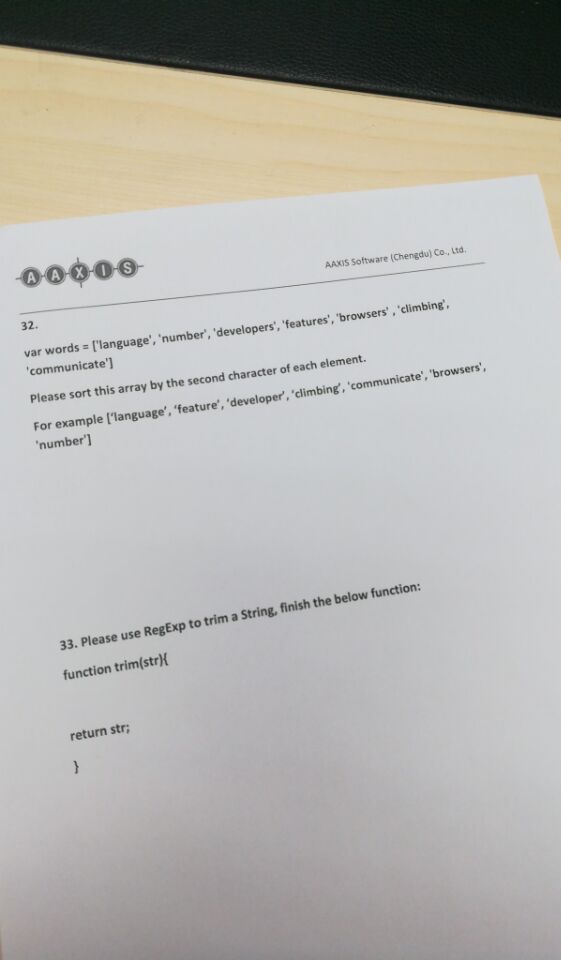 AAXIS
AAXIS Software (Chengdu) Co., Ltd.
32.
var words = ['language', 'number', 'developers', 'features', 'browsers' , 'climbing',
'communicate']
Please sort this array by the second character of each element.
For example ['language', 'feature', 'developer', 'climbing', 'communicate', 'browsers',
'number']
33. Please use RegExp to trim a String, finish the below function:
function trim(str){
return str;
}